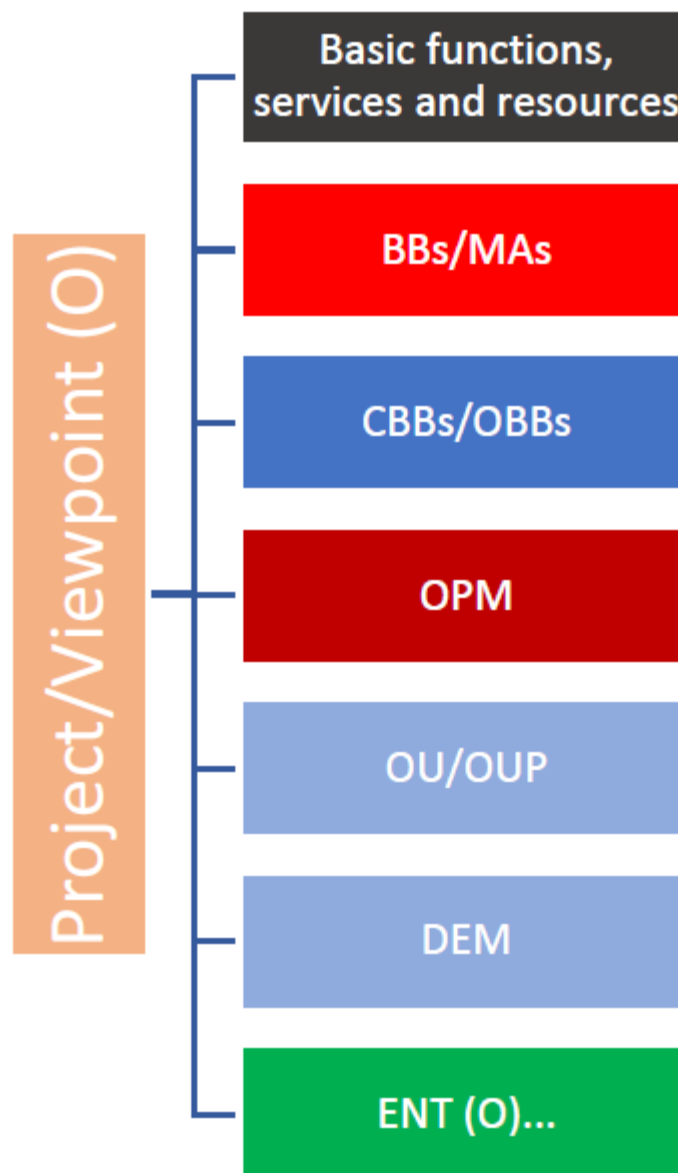 Project/Viewpoint (O)
Basic functions,
services and resources
BBs/MAs
CBBs/OBBs
OPM
OU/OUP
DEM
ENT (O)...